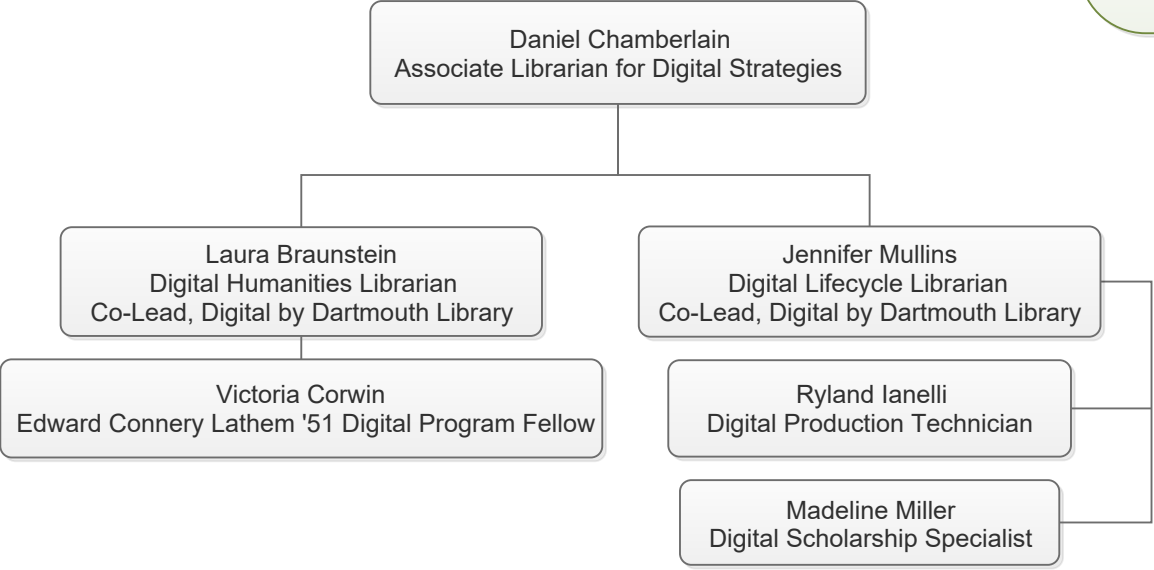 Daniel Chamberlain
Associate Librarian for Digital Strategies
Laura Braunstein
Digital Humanities Librarian
Co-Lead, Digital by Dartmouth Library
Victoria Corwin
Edward Connery Lathem '51 Digital Program Fellow
Jennifer Mullins
Digital Lifecycle Librarian
Co-Lead, Digital by Dartmouth Library
Ryland Ianelli
Digital Production Technician
Madeline Miller
Digital Scholarship Specialist